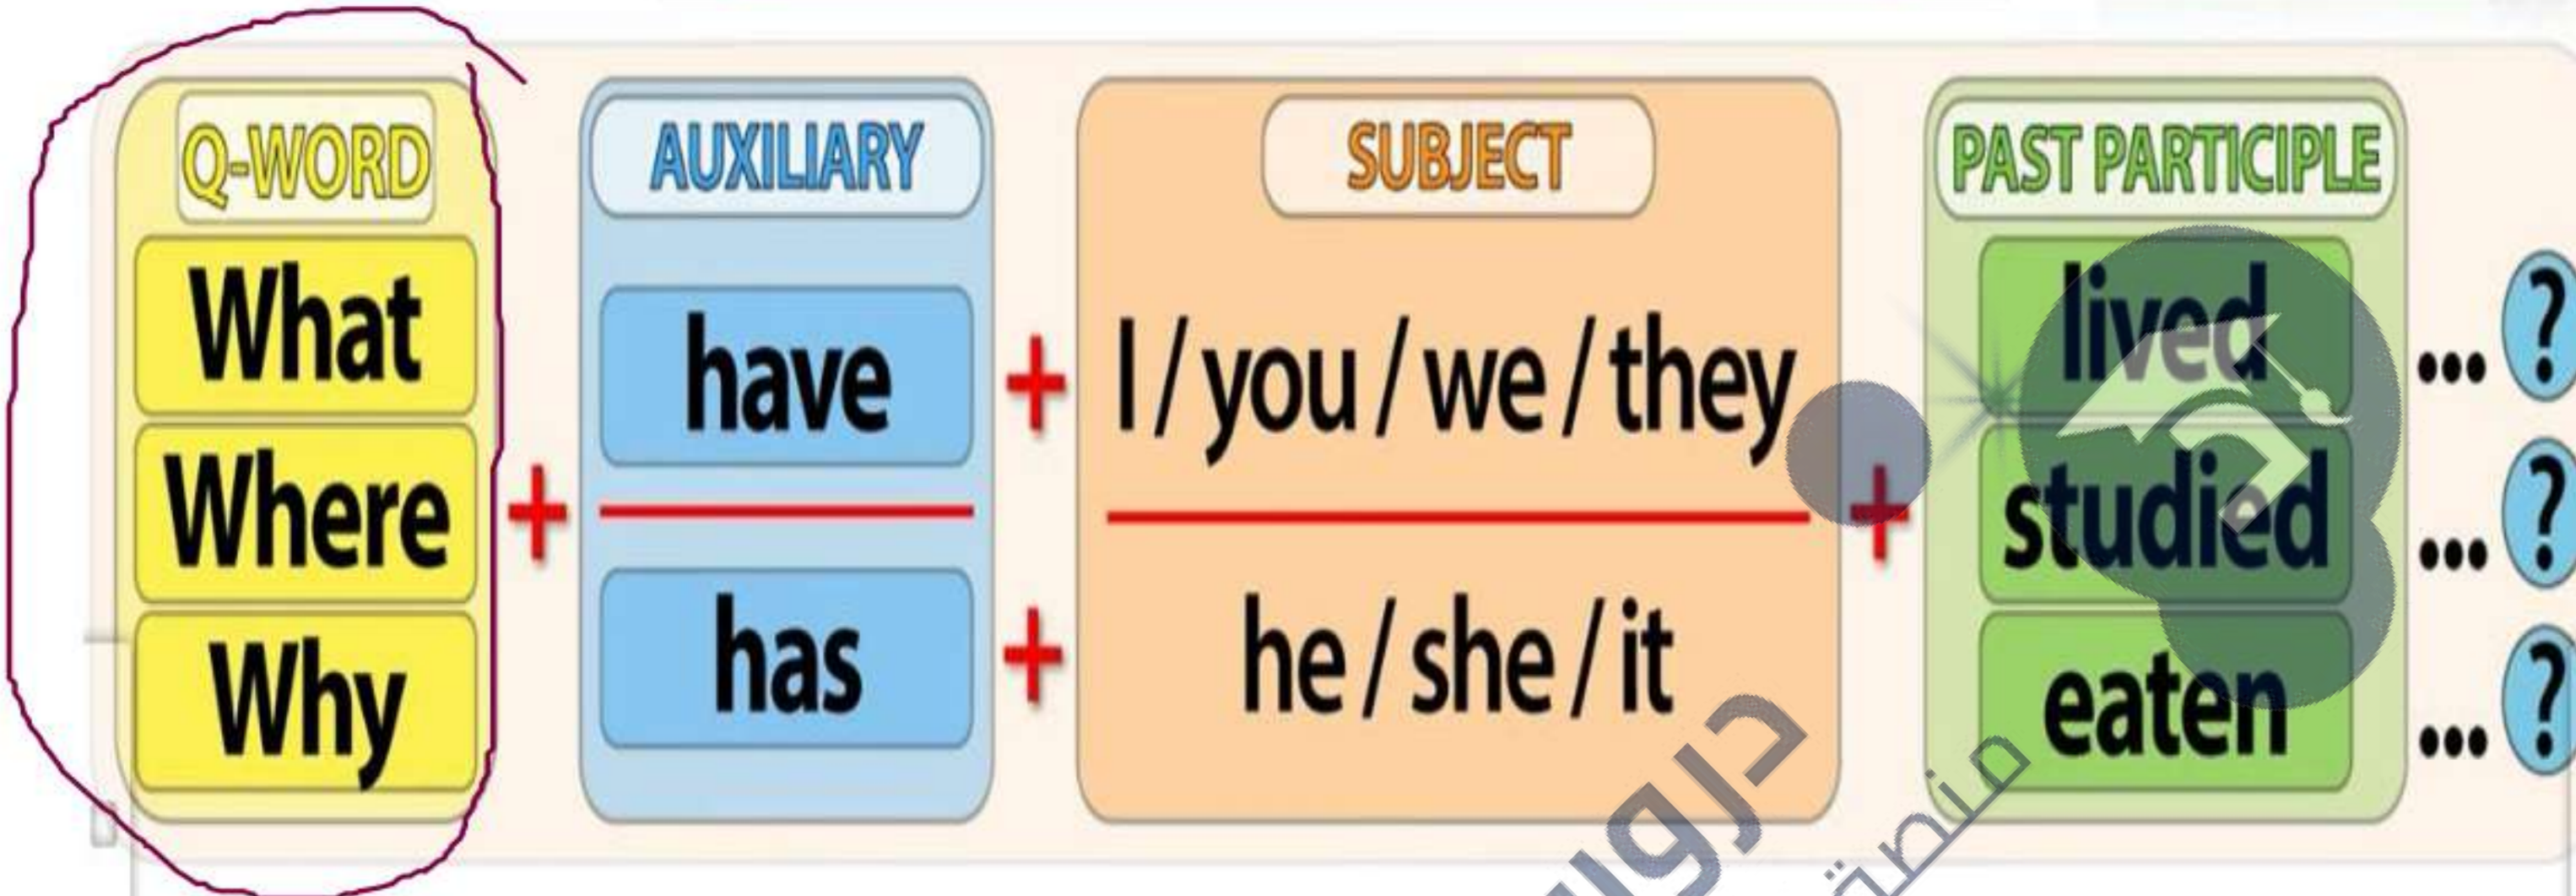 Q-WORD
What
Where
Why
+
AUXILIARY
have
has
+
+
SUBJECT
I / you / we / they
he / she / it
+
PAST PARTICIPLE
lived ... ?
studied ... ?
eaten ... ?
منصة